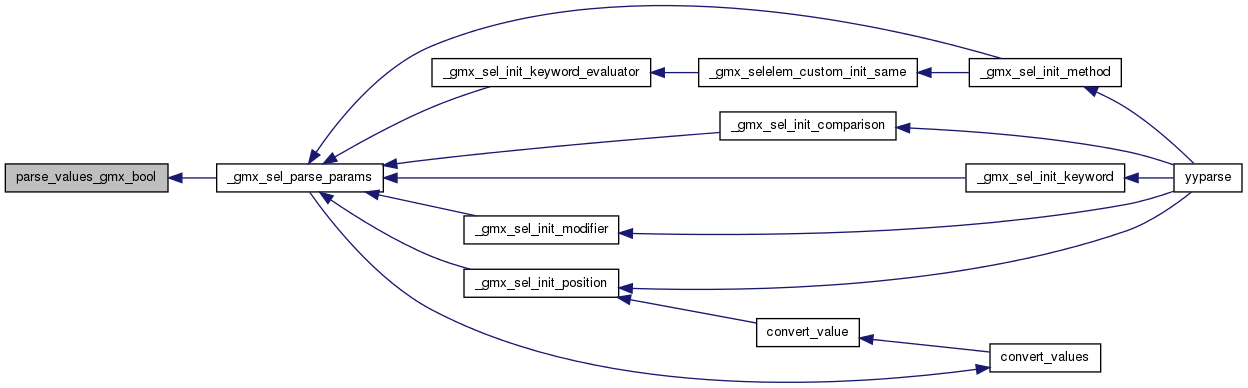 _gmx_sel_init_keyword_evaluator
_gmx_selelem_custom_init_same
_gmx_sel_init_method
_gmx_sel_init_comparison
parse_values_gmx_bool
_gmx_sel_parse_params
_gmx_sel_init_keyword
yyparse
_gmx_sel_init_modifier
_gmx_sel_init_position
convert_value
convert_values